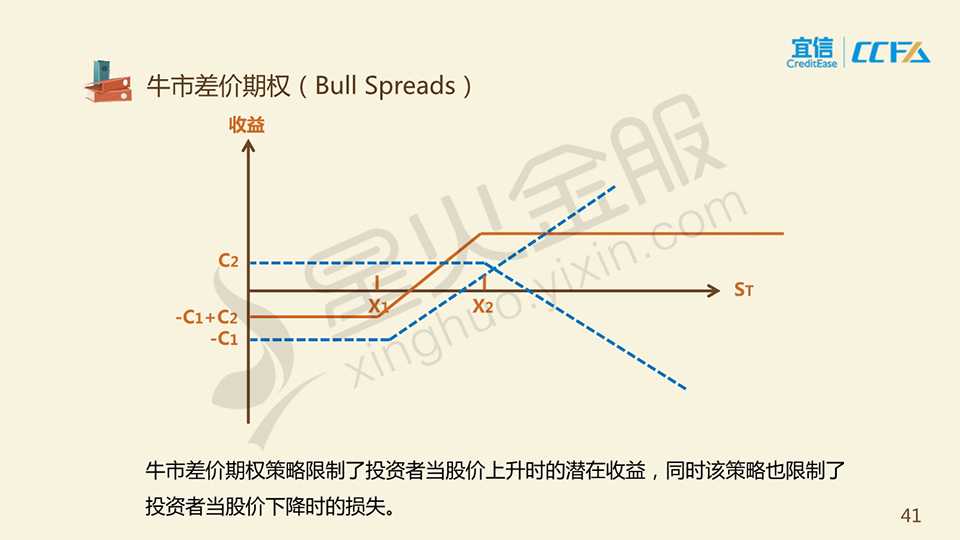 宜信
CreditEase
CCFA
牛市差价期权（Bull Spreads）
收益
C2
X1
X2
ST
-C1+C2
-C1
星火金服
xinghuo.yixin.com
牛市差价期权策略限制了投资者当股价上升时的潜在收益，同时该策略也限制了
投资者当股价下降时的损失。
41